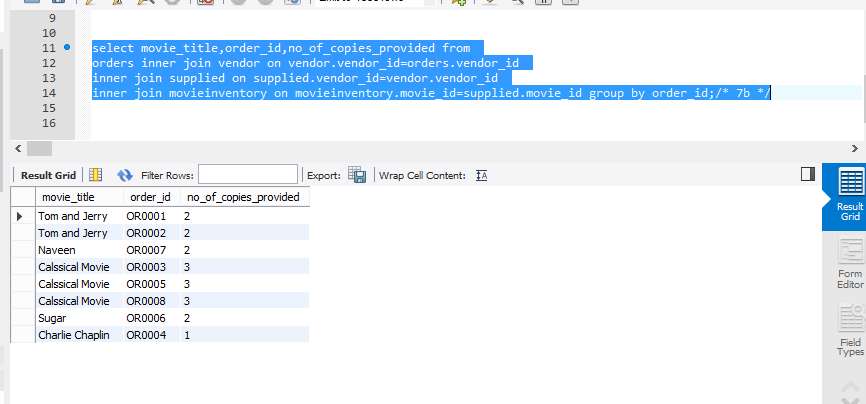 9
10
11 select movie_title,order_id,no_of_copies_provided from
12 orders inner join vendor on vendor.vendor_id=orders.vendor_id
13 inner join supplied on supplied.vendor_id=vendor.vendor_id
14 inner join movieinventory on movieinventory.movie_id=supplied.movie_id group by order_id;/* 7b */
15
16
Result Grid Filter Rows: Export: Wrap Cell Content:
movie_title order_id no_of_copies_provided
Tom and Jerry OR0001 2
Tom and Jerry OR0002 2
Naveen OR0007 2
Calssical Movie OR0003 3
Calssical Movie OR0005 3
Calssical Movie OR0008 3
Sugar OR0006 2
Charlie Chaplin OR0004 1
Result
Grid
Form
Editor
Field
Types